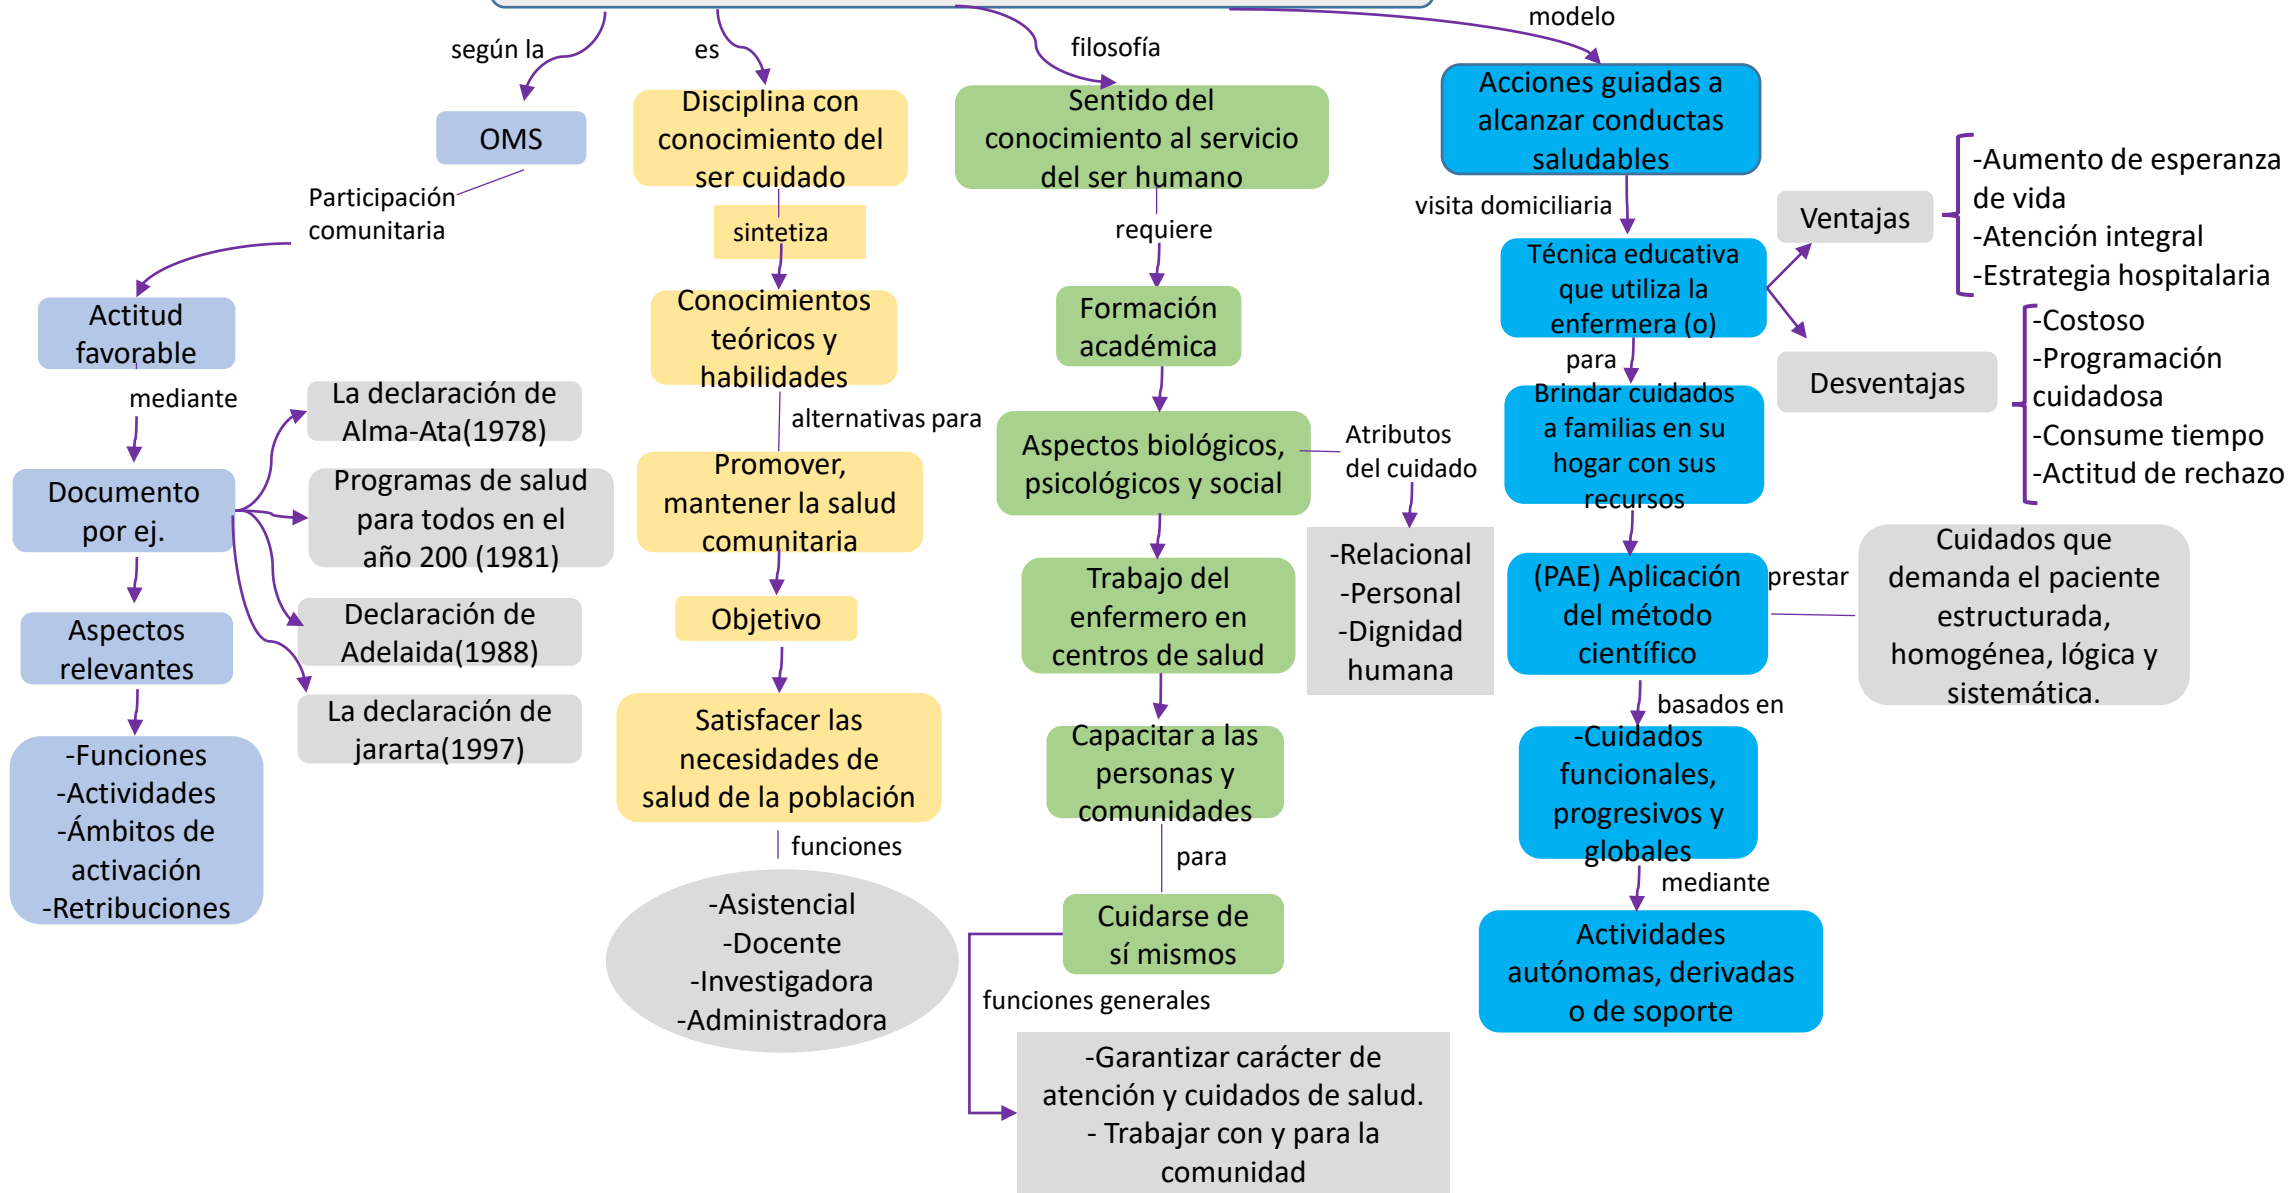 según la
OMS
Participación
comunitaria
Actitud
favorable
mediante
Documento
por ej.
La declaración de
Alma-Ata(1978)
Programas de salud
para todos en el
año 200 (1981)
Declaración de
Adelaida(1988)
La declaración de
jararta(1997)
Aspectos
relevantes
-Funciones
-Actividades
-Ámbitos de
activación
-Retribuciones
es
Disciplina con
conocimiento del
ser cuidado
sintetiza
Conocimientos
teóricos y
habilidades
alternativas para
Promover,
mantener la salud
comunitaria
Objetivo
Satisfacer las
necesidades de
salud de la población
funciones
-Asistencial
-Docente
-Investigadora
-Administradora
filosofía
Sentido del
conocimiento al servicio
del ser humano
requiere
Formación
académica
Aspectos biológicos,
psicológicos y social
Atributos
del cuidado
-Relacional
-Personal
-Dignidad
humana
Trabajo del
enfermero en
centros de salud
Capacitar a las
personas y
comunidades
para
Cuidarse de
sí mismos
funciones generales
-Garantizar carácter de
atención y cuidados de salud.
- Trabajar con y para la
comunidad
modelo
Acciones guiadas a
alcanzar conductas
saludables
visita domiciliaria
Técnica educativa
que utiliza la
enfermera (o)
Ventajas
-Aumento de esperanza
de vida
-Atención integral
-Estrategia hospitalaria
Desventajas
-Costoso
-Programación
cuidadosa
-Consume tiempo
-Actitud de rechazo
para
Brindar cuidados
a familias en su
hogar con sus
recursos
(PAE) Aplicación
del método
científico
prestar
Cuidados que
demanda el paciente
estructurada,
homogénea, lógica y
sistemática.
basados en
-Cuidados
funcionales,
progresivos y
globales
mediante
Actividades
autónomas, derivadas
o de soporte